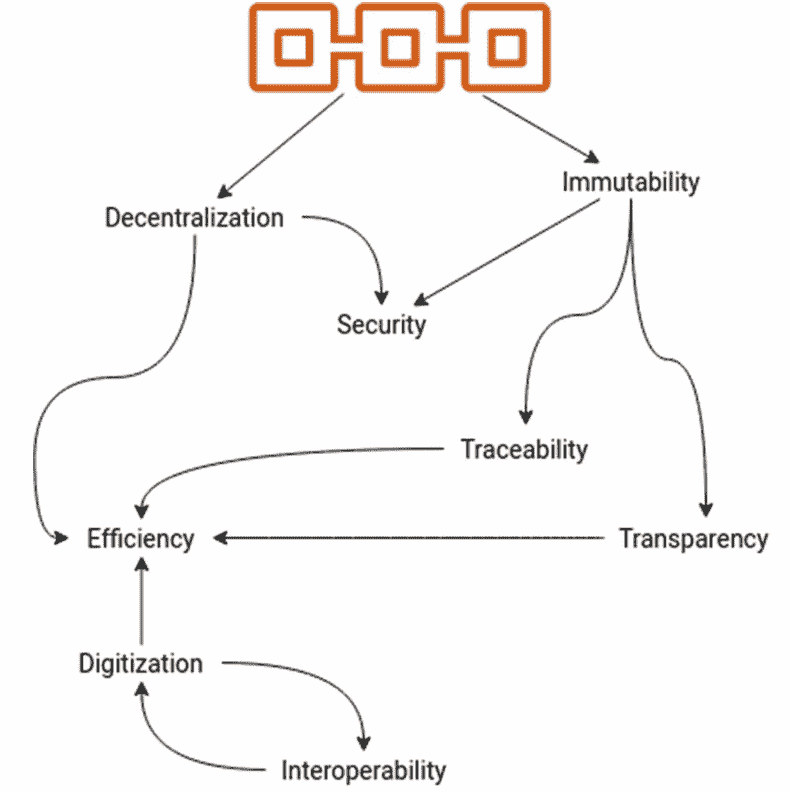 Immutability
Decentralization
Security
Traceability
Efficiency
Transparency
Digitization
Interoperability